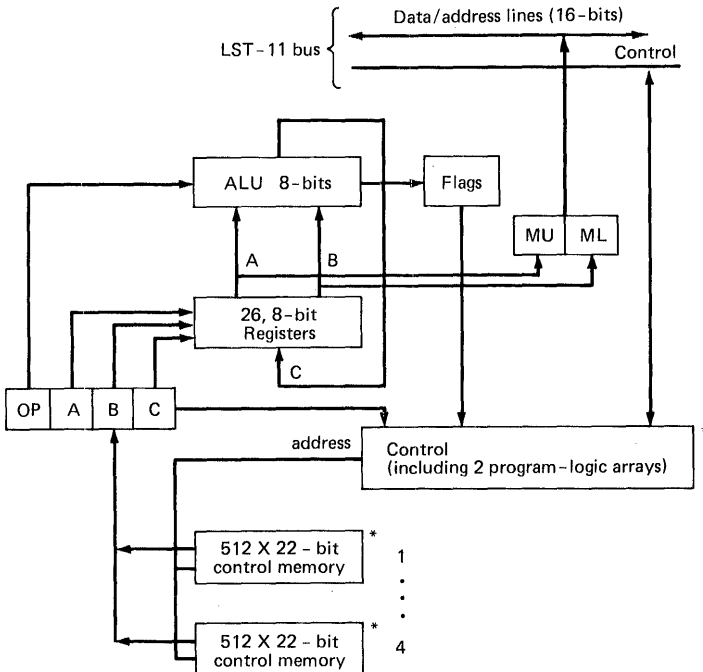 Data/address lines (16-bits)
LST-11 bus
Control
ALU 8-bits
Flags
MU ML
A B
26, 8-bit
Registers
C
OP A B C
address
Control
(including 2 program-logic arrays)
512 X 22-bit
control memory
*
1
.
.
.
512 X 22-bit
control memory
*
4